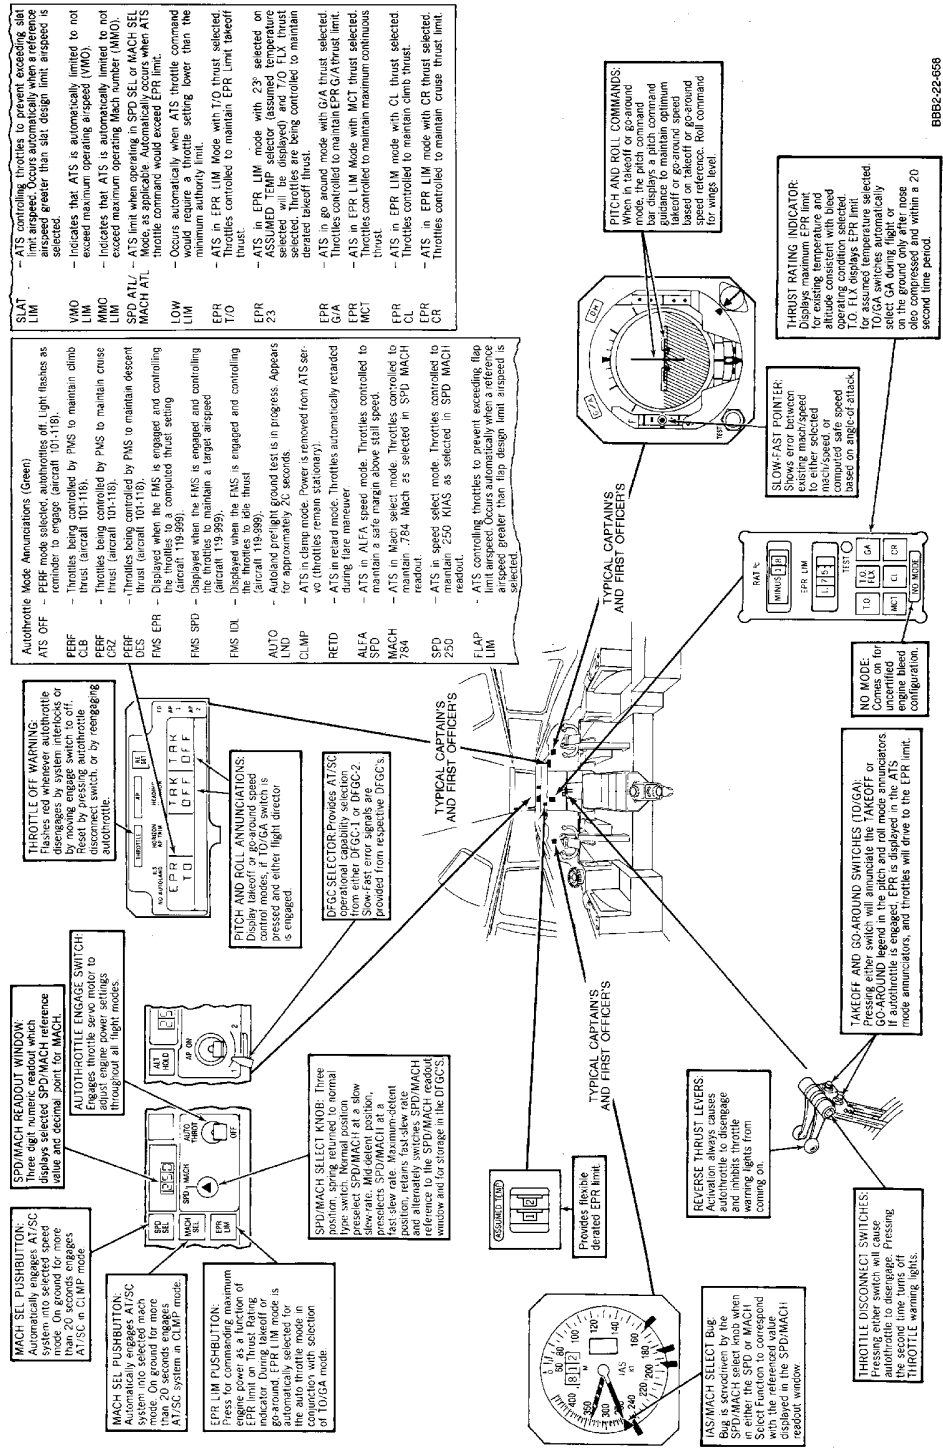 MACH SEL PUSHBUTTON:
Automatically engages AT/SC
system into selected speed
mode. On ground for more
than 20 seconds engages
AT/SC in CLMP mode
MACH SEL PUSHBUTTON:
Automatically engages AT/SC
system into selected mach
mode. On ground for more
than 20 seconds engages
AT/SC system in CLMP mode.
EPR LIM PUSHBUTTON:
Press for commanding maximum
engine power as a function of
EPR limit on Thrust Rating
indicator. During takeoff or
go-around, EPR LIM mode is
automatically selected for
the auto throttle mode in
conjunction with selection
of TO/GA mode.
SPD/MACH READOUT WINDOW:
Three digit numeric readout which
displays selected SPD/MACH reference
value and decimal point for MACH.
AUTOTHROTTLE ENGAGE SWITCH:
Engages throttle servo motor to
adjust engine power settings
throughout all flight modes.
SPD
SEL
MACH
SEL
EPR
LIM
SPD
MACH
AUTO
THROT
OFF
ALT
HOLD
AP ON
1
2
SPD/MACH SELECT KNOB: Three
position, spring returned to normal
type switch. Normal position
preselect SPD/MACH at a slow
slew-rate. Mid-detent position,
preselects SPD/MACH at a
fast-slew rate. Maximum-detent
position, retains fast-slew rate
and alternately switches SPD/MACH
reference to the SPD/MACH readout
window and for storage in the DFGC'S.
THROTTLE OFF WARNING:
Flashes red whenever autothrottle
disengages by system interlocks or
by moving engage switch to off.
Reset by pressing autothrottle
disconnect switch, or by reengaging
autothrottle.
THROTTLE
AP
NO AUTOLAND
EPR
TO
TRK
OFF
TRK
OFF
FD
AP
1
AP
2
PITCH AND ROLL ANNUNCIATIONS:
Display takeoff or go-around speed
control modes, if TO/GA switch is
pressed and either flight director
is engaged.
DFGC SELECTOR: Provides AT/SC
operational capability selection
from either DFGC-1 or DFGC-2.
Slow-Fast error signals are
provided from respective DFGC's.
Autothrottle Mode Annunciations (Green)
ATS OFF – PERF mode selected, autothrottles off. Light flashes as
reminder to engage (aircraft 101-118).
PERF CLB – Throttles being controlled by PMS to maintain climb
thrust (aircraft 101-118).
PERF CRZ – Throttles being controlled by PMS to maintain cruise
thrust (aircraft 101-118).
PERF DES – Throttles being controlled by PMS to maintain descent
thrust (aircraft 101-118).
FMS EPR – Displayed when the FMS is engaged and controlling
the throttles to a computed thrust setting
(aircraft 119-999).
FMS SPD – Displayed when the FMS is engaged and controlling
the throttles to maintain a target airspeed
(aircraft 119-999).
FMS IDL – Displayed when the FMS is engaged and controlling
the throttles to idle thrust
(aircraft 119-999).
AUTO LND – Autoland preflight ground test is in progress. Appears
for approximately 20 seconds.
CLMP – ATS in clamp mode. Power is removed from ATS ser-
vo (throttles remain stationary).
RETD – ATS in retard mode. Throttles automatically retarded
during flare maneuver
ALFA SPD – ATS in ALFA speed mode. Throttles controlled to
maintain a safe margin above stall speed.
MACH 784 – ATS in Mach select mode. Throttles controlled to
maintain .784 Mach as selected in SPD MACH
readout.
SPD 250 – ATS in speed select mode. Throttles controlled to
maintain 250 KIAS as selected in SPD MACH
readout.
FLAP LIM – ATS controlling throttles to prevent exceeding flap
limit airspeed. Occurs automatically when a reference
airspeed greater than flap design limit airspeed is
selected.
SLAT LIM – ATS controlling throttles to prevent exceeding slat
limit airspeed. Occurs automatically when a reference
airspeed greater than slat design limit airspeed is
selected.
VMO LIM – Indicates that ATS is automatically limited to not
exceed maximum operating airspeed (VMO).
MMO LIM – Indicates that ATS is automatically limited to not
exceed maximum operating Mach number (MMO).
SPD ATL/ MACH ATL – ATS limit when operating in SPD SEL or MACH SEL
Mode, as applicable. Automatically occurs when ATS
throttle command would exceed EPR limit.
LOW LIM – Occurs automatically when ATS throttle command
would require a throttle setting lower than the
minimum authority limit.
EPR T/O – ATS in EPR LIM Mode with T/O thrust selected.
Throttles controlled to maintain EPR Limit takeoff
thrust.
EPR 23 – ATS in EPR LIM mode with 23° selected on
ASSUMED TEMP selector (assumed temperature
selected will be displayed) and T/O FLX thrust
selected. Throttles are being controlled to maintain
derated takeoff thrust.
EPR G/A – ATS in go around mode with G/A thrust selected.
Throttles controlled to maintain EPR G/A thrust limit.
EPR MCT – ATS in EPR LIM Mode with MCT thrust selected.
Throttles controlled to maintain maximum continuous
thrust.
EPR CL – ATS in EPR LIM mode with CL thrust selected.
Throttles controlled to maintain climb thrust.
EPR CR – ATS in EPR LIM mode with CR thrust selected.
Throttles controlled to maintain cruise thrust limit.
TYPICAL CAPTAIN'S
AND FIRST OFFICER'S
TYPICAL CAPTAIN'S
AND FIRST OFFICER'S
TYPICAL CAPTAIN'S
AND FIRST OFFICER'S
ASSUMED TEMP
Provides flexible
derated EPR limit.
IAS
IAS/MACH SELECT Bug:
Bug is servodriven by the
SPD/MACH select knob when
in either the SPD or MACH
Select Function to correspond
with the referenced value
displayed in the SPD/MACH
readout window
REVERSE THRUST LEVERS:
Activation always causes
autothrottle to disengage
and inhibits throttle
warning lights from
coming on.
THROTTLE DISCONNECT SWITCHES:
Pressing either switch will cause
autothrottle to disengage. Pressing
the second time turns off
THROTTLE warning lights.
TAKEOFF AND GO-AROUND SWITCHES (TO/GA):
Pressing either switch will annunciate the TAKEOFF or
GO-AROUND legend in the pitch and roll mode annunciators.
If autothrottle is engaged, EPR is displayed in the ATS
mode annunciators, and throttles will drive to the EPR limit.
NO MODE:
Comes on for
uncertified
engine bleed
configuration.
MINUS 18
EPR LIM
TEST
T.O.
T.O.
FLX
GA
MCT
CL
CR
NO MODE
PITCH AND ROLL COMMANDS:
When in takeoff or go-around
mode, the pitch command
bar displays a pitch command
guidance to maintain optimum
takeoff or go-around speed
based on takeoff or go-around
speed reference. Roll command
for wings level.
TEST
SLOW-FAST POINTER:
Shows error between
existing mach/speed
to either selected
mach/speed, or
computed safe speed
based on angle-of-attack.
THRUST RATING INDICATOR:
Displays maximum EPR limit
for existing temperature and
altitude consistent with bleed
operating condition selected.
T.O. FLX displays EPR limit
for assumed temperature selected
TO/GA switches automatically
select GA during flight or
on the ground only after nose
oleo compressed and within a 20
second time period.
BBB2-22-658